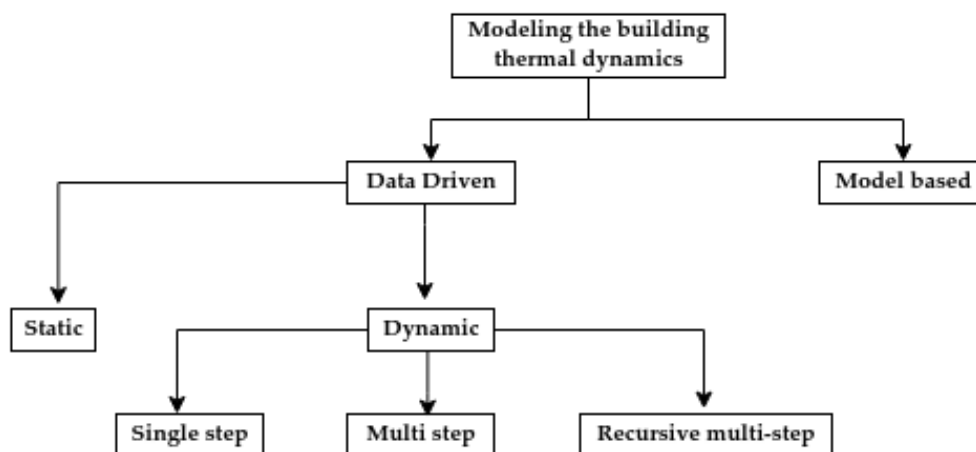 Modeling the building
thermal dynamics
Data Driven
Model based
Static
Dynamic
Single step
Multi step
Recursive multi-step